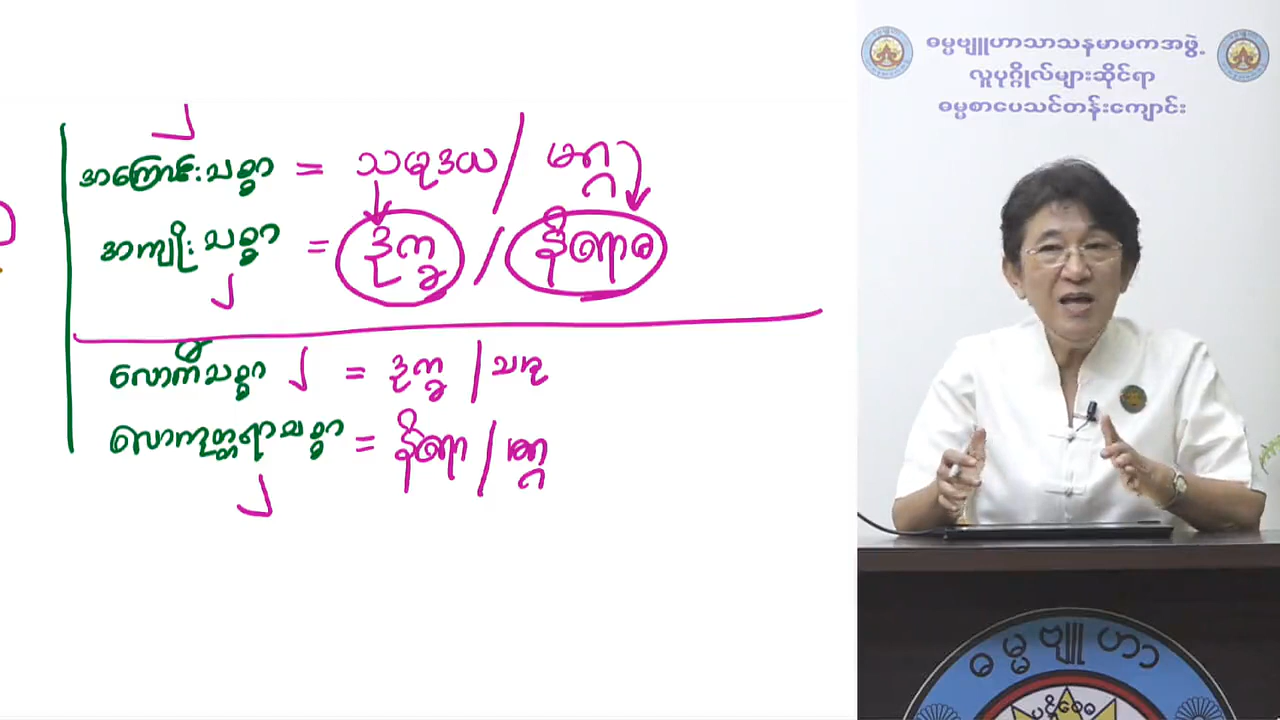 အကြောင်းသစ္စာ = သမုဒယ / မဂ္ဂ
အကျိုးသစ္စာ = ဒုက္ခ / နိရောဓ
လောကီသစ္စာ = ဒုက္ခ / သမု
လောကုတ္တရာသစ္စာ = နိရော / မဂ္ဂ
ဓမ္မဗျူဟာသာသနမာမကအဖွဲ့
လူပုဂ္ဂိုလ်များဆိုင်ရာ
ဓမ္မစာပေသင်တန်းကျောင်း
ဓမ္မဗျူဟာ